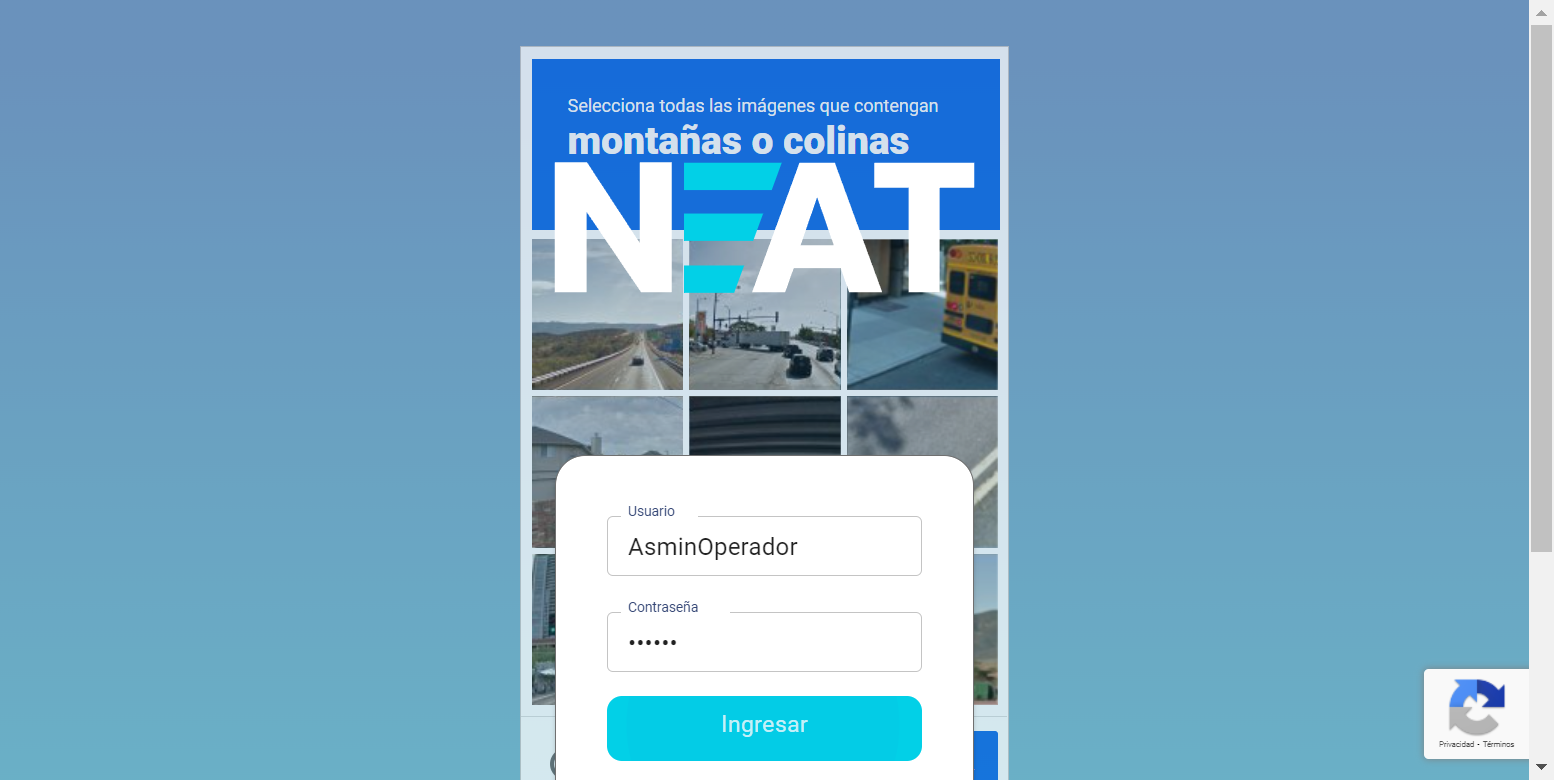 Selecciona todas las imágenes que contengan
montañas o colinas
NEAT
Usuario
AsminOperador
Contraseña
••••••
Ingresar
Privacidad - Términos